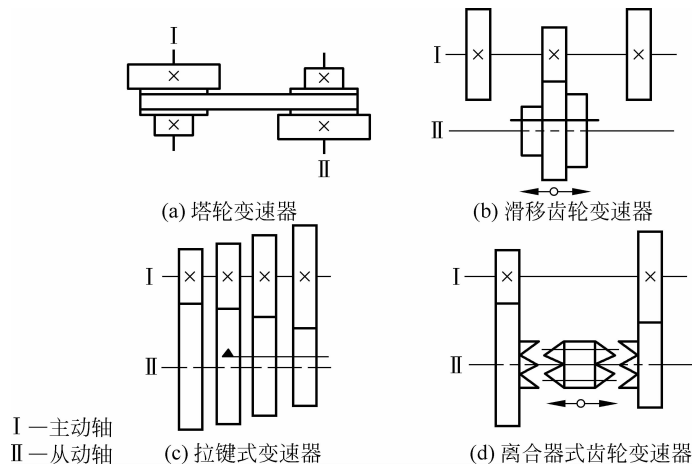 Ⅰ
Ⅱ
(a) 塔轮变速器
Ⅰ
Ⅱ
(b) 滑移齿轮变速器
Ⅰ
Ⅱ
(c) 拉键式变速器
Ⅰ
Ⅱ
(d) 离合器式齿轮变速器
Ⅰ—主动轴
Ⅱ—从动轴